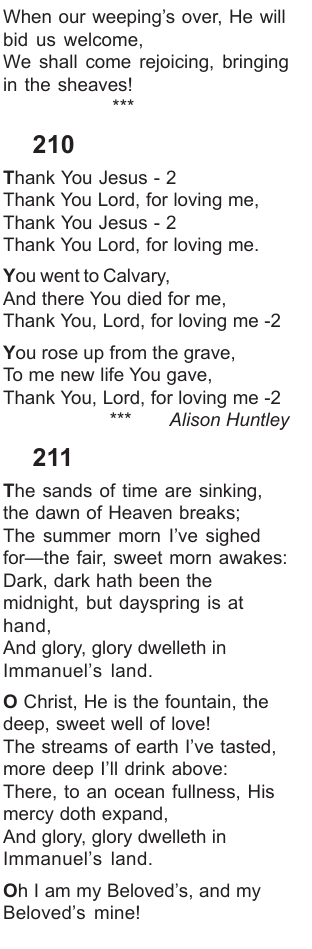 When our weeping's over, He will
bid us welcome,
We shall come rejoicing, bringing
in the sheaves!
***
210
Thank You Jesus - 2
Thank You Lord, for loving me,
Thank You Jesus - 2
Thank You Lord, for loving me.
You went to Calvary,
And there You died for me,
Thank You, Lord, for loving me -2
You rose up from the grave,
To me new life You gave,
Thank You, Lord, for loving me -2
*** Alison Huntley
211
The sands of time are sinking,
the dawn of Heaven breaks;
The summer morn I've sighed
for—the fair, sweet morn awakes:
Dark, dark hath been the
midnight, but dayspring is at
hand,
And glory, glory dwelleth in
Immanuel's land.
O Christ, He is the fountain, the
deep, sweet well of love!
The streams of earth I've tasted,
more deep I'll drink above:
There, to an ocean fullness, His
mercy doth expand,
And glory, glory dwelleth in
Immanuel's land.
Oh I am my Beloved's, and my
Beloved's mine!